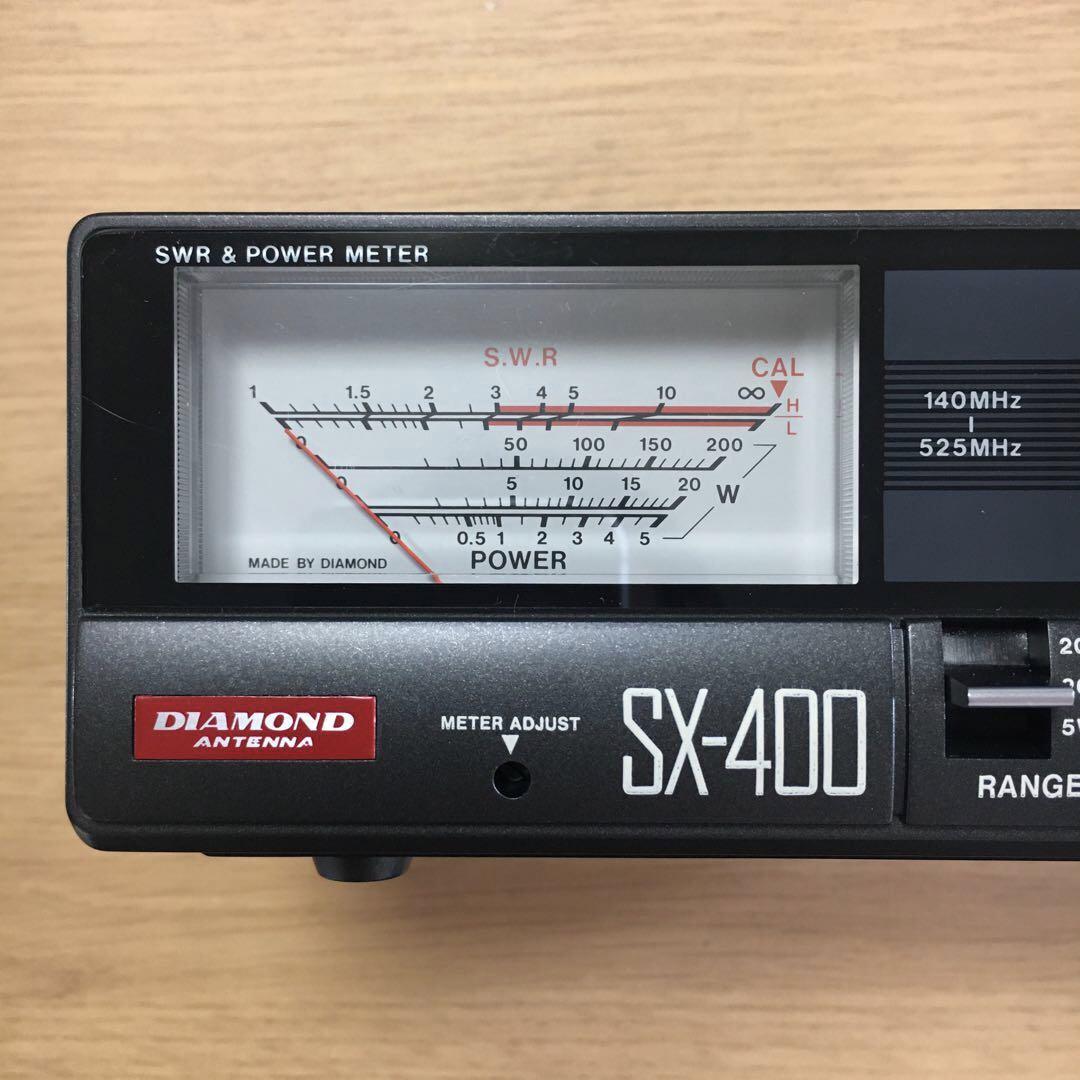 SWR & POWER METER
S.W.R
CAL
1 1.5 2 3 4 5 10 ∞
H
L
0 50 100 150 200
0 5 10 15 20
W
0 0.5 1 2 3 4 5
MADE BY DIAMOND
POWER
140MHz
525MHz
DIAMOND
ANTENNA
METER ADJUST
SX-400
RANGE